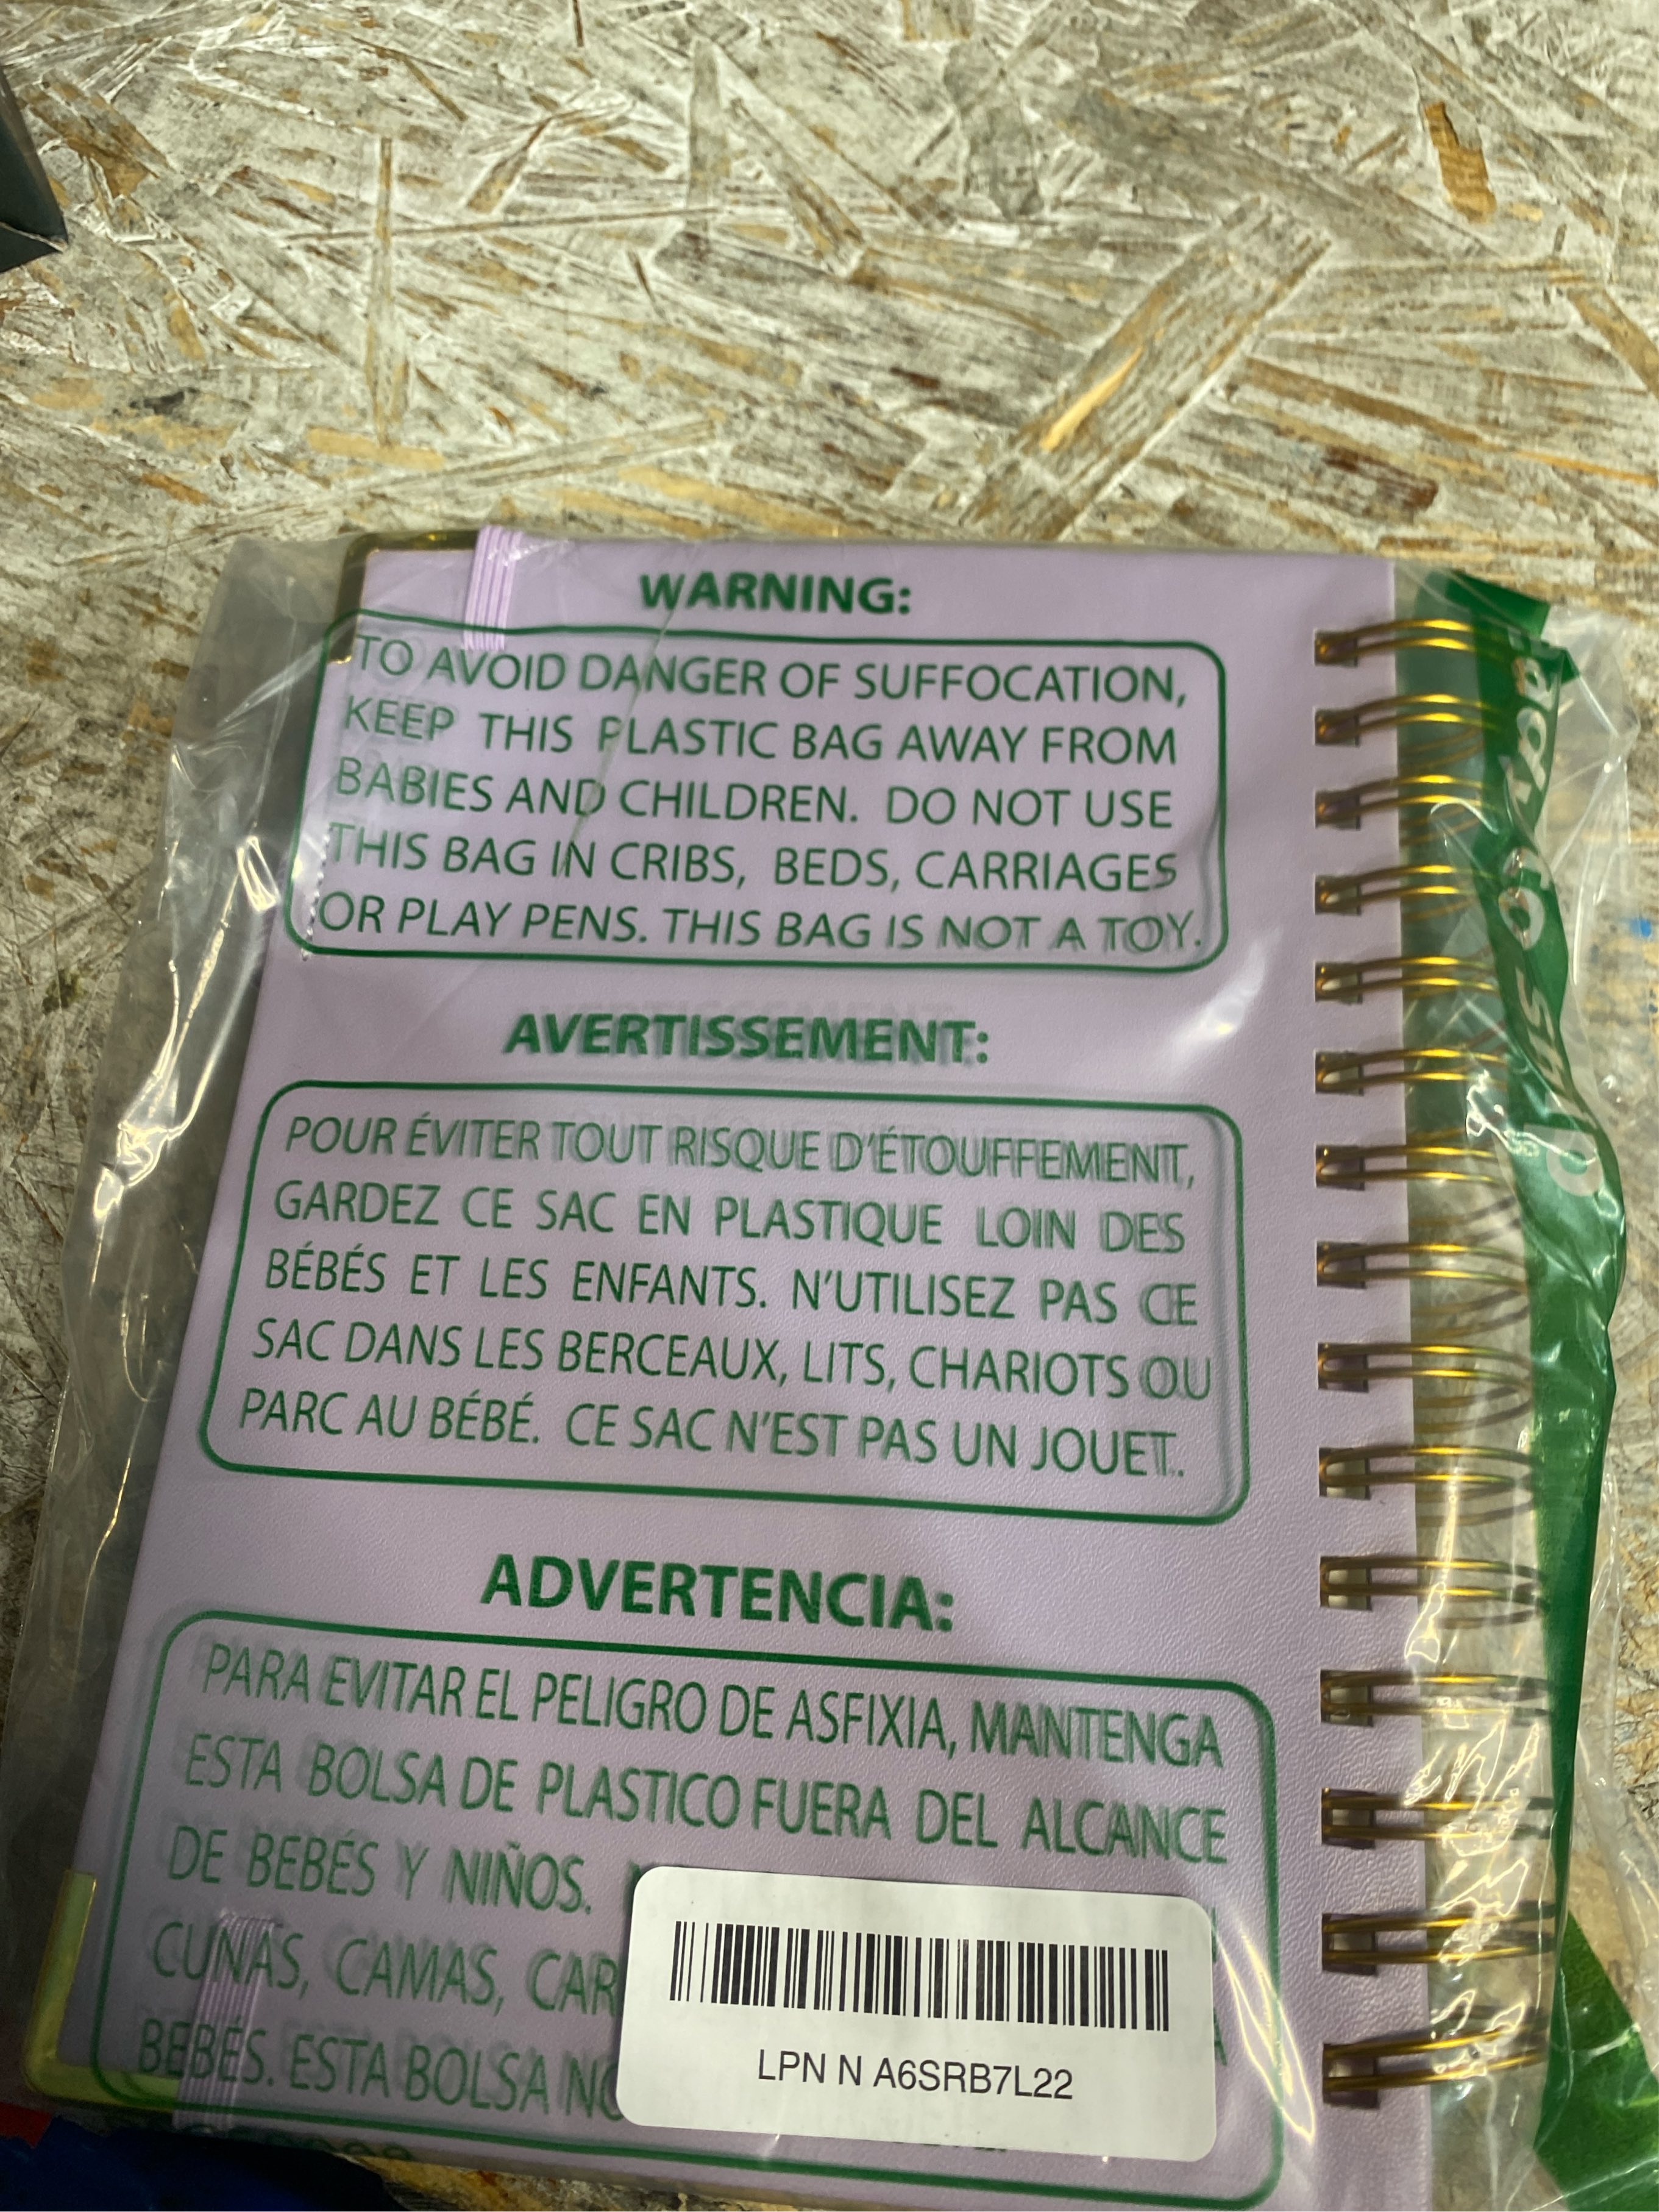 WARNING:
TO AVOID DANGER OF SUFFOCATION,
KEEP THIS PLASTIC BAG AWAY FROM
BABIES AND CHILDREN. DO NOT USE
THIS BAG IN CRIBS, BEDS, CARRIAGES
OR PLAY PENS. THIS BAG IS NOT A TOY.
AVERTISSEMENT:
POUR ÉVITER TOUT RISQUE D'ÉTOUFFEMENT,
GARDEZ CE SAC EN PLASTIQUE LOIN DES
BÉBÉS ET LES ENFANTS. N'UTILISEZ PAS CE
SAC DANS LES BERCEAUX, LITS, CHARIOTS OU
PARC AU BÉBÉ. CE SAC N'EST PAS UN JOUET.
ADVERTENCIA:
PARA EVITAR EL PELIGRO DE ASFIXIA, MANTENGA
ESTA BOLSA DE PLASTICO FUERA DEL ALCANCE
DE BEBÉS Y NIÑOS.
CUNAS, CAMAS, CAR
BEBÉS. ESTA BOLSA NO
LPN N A6SRB7L22